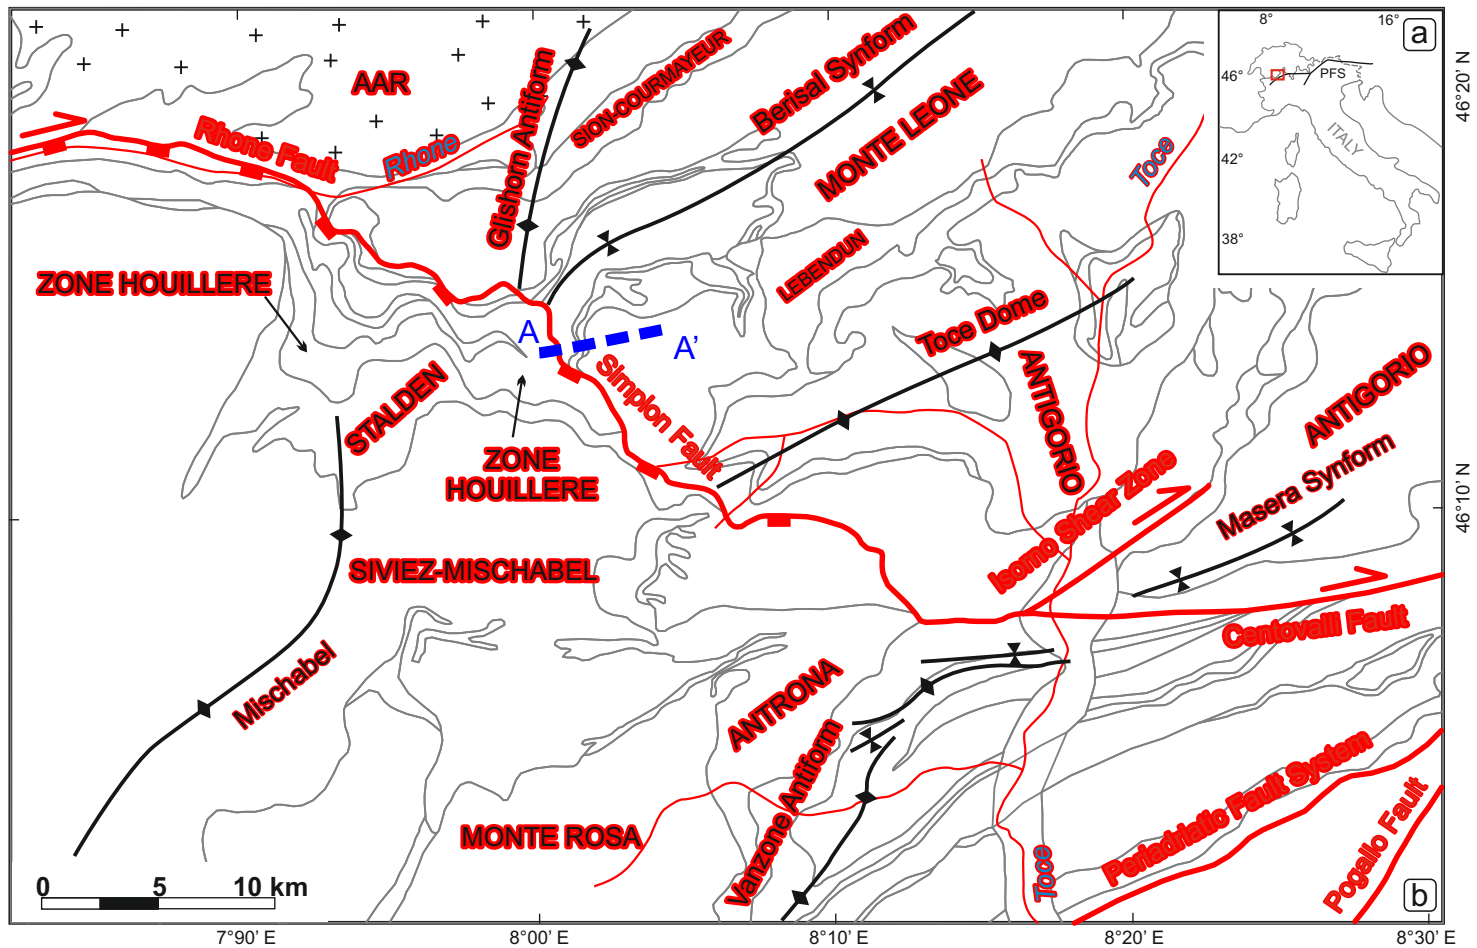 8°
16°
a
46°
PFS
ITALY
42°
38°
46°20' N
AAR
Rhone Fault
Rhone
Glishorn Antiform
SION-COURMAYEUR
Berisal Synform
MONTE LEONE
Toce
LEBENDUN
ZONE HOUILLERE
A
A'
Toce Dome
Simplon Fault
STALDEN
ANTIGORIO
ANTIGORIO
ZONE
HOUILLERE
Masera Synform
46°10' N
Isorno Shear Zone
SIVIEZ-MISCHABEL
Centovalli Fault
Mischabel
ANTRONA
Vanzone Antiform
Periadriatic Fault System
Pogallo Fault
MONTE ROSA
Toce
0 5 10 km
b
7°90' E
8°00' E
8°10' E
8°20' E
8°30' E